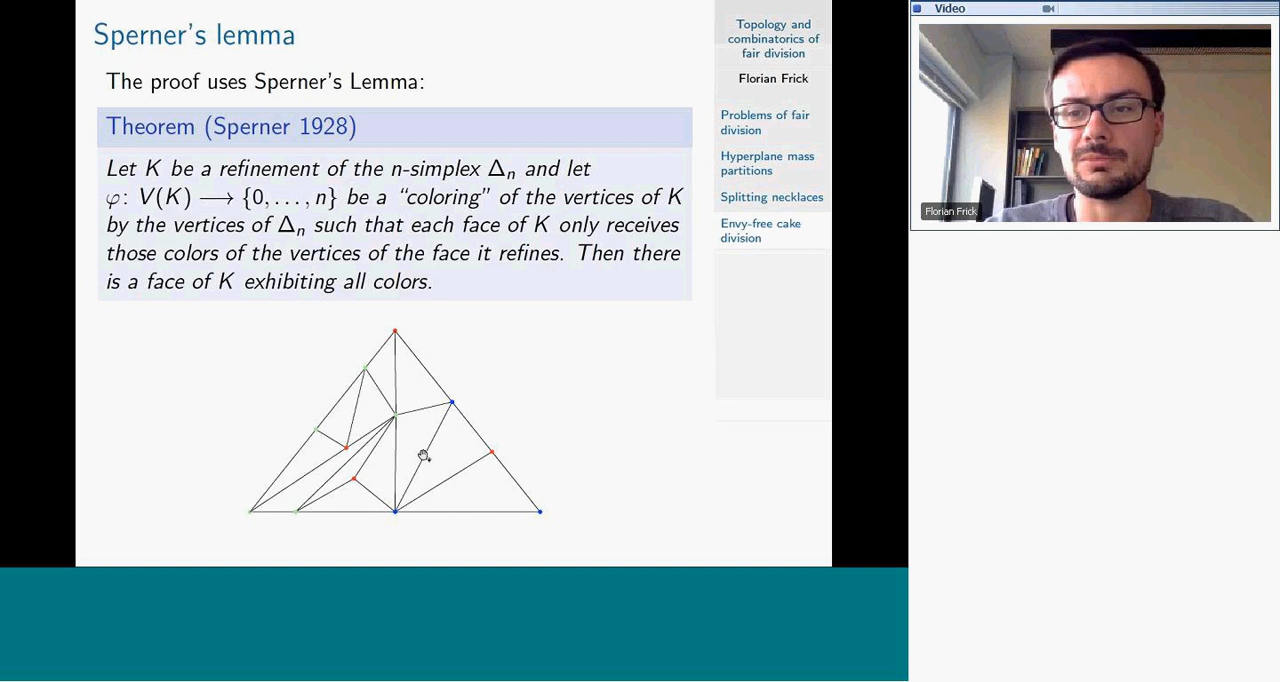 Sperner's lemma
The proof uses Sperner's Lemma:
Theorem (Sperner 1928)
Let K be a refinement of the n-simplex Δₙ and let
φ: V(K) ⟶ {0, . . . , n} be a "coloring" of the vertices of K
by the vertices of Δₙ such that each face of K only receives
those colors of the vertices of the face it refines. Then there
is a face of K exhibiting all colors.
Topology and
combinatorics of
fair division
Florian Frick
Problems of fair
division
Hyperplane mass
partitions
Splitting necklaces
Envy-free cake
division
Video
Florian Frick